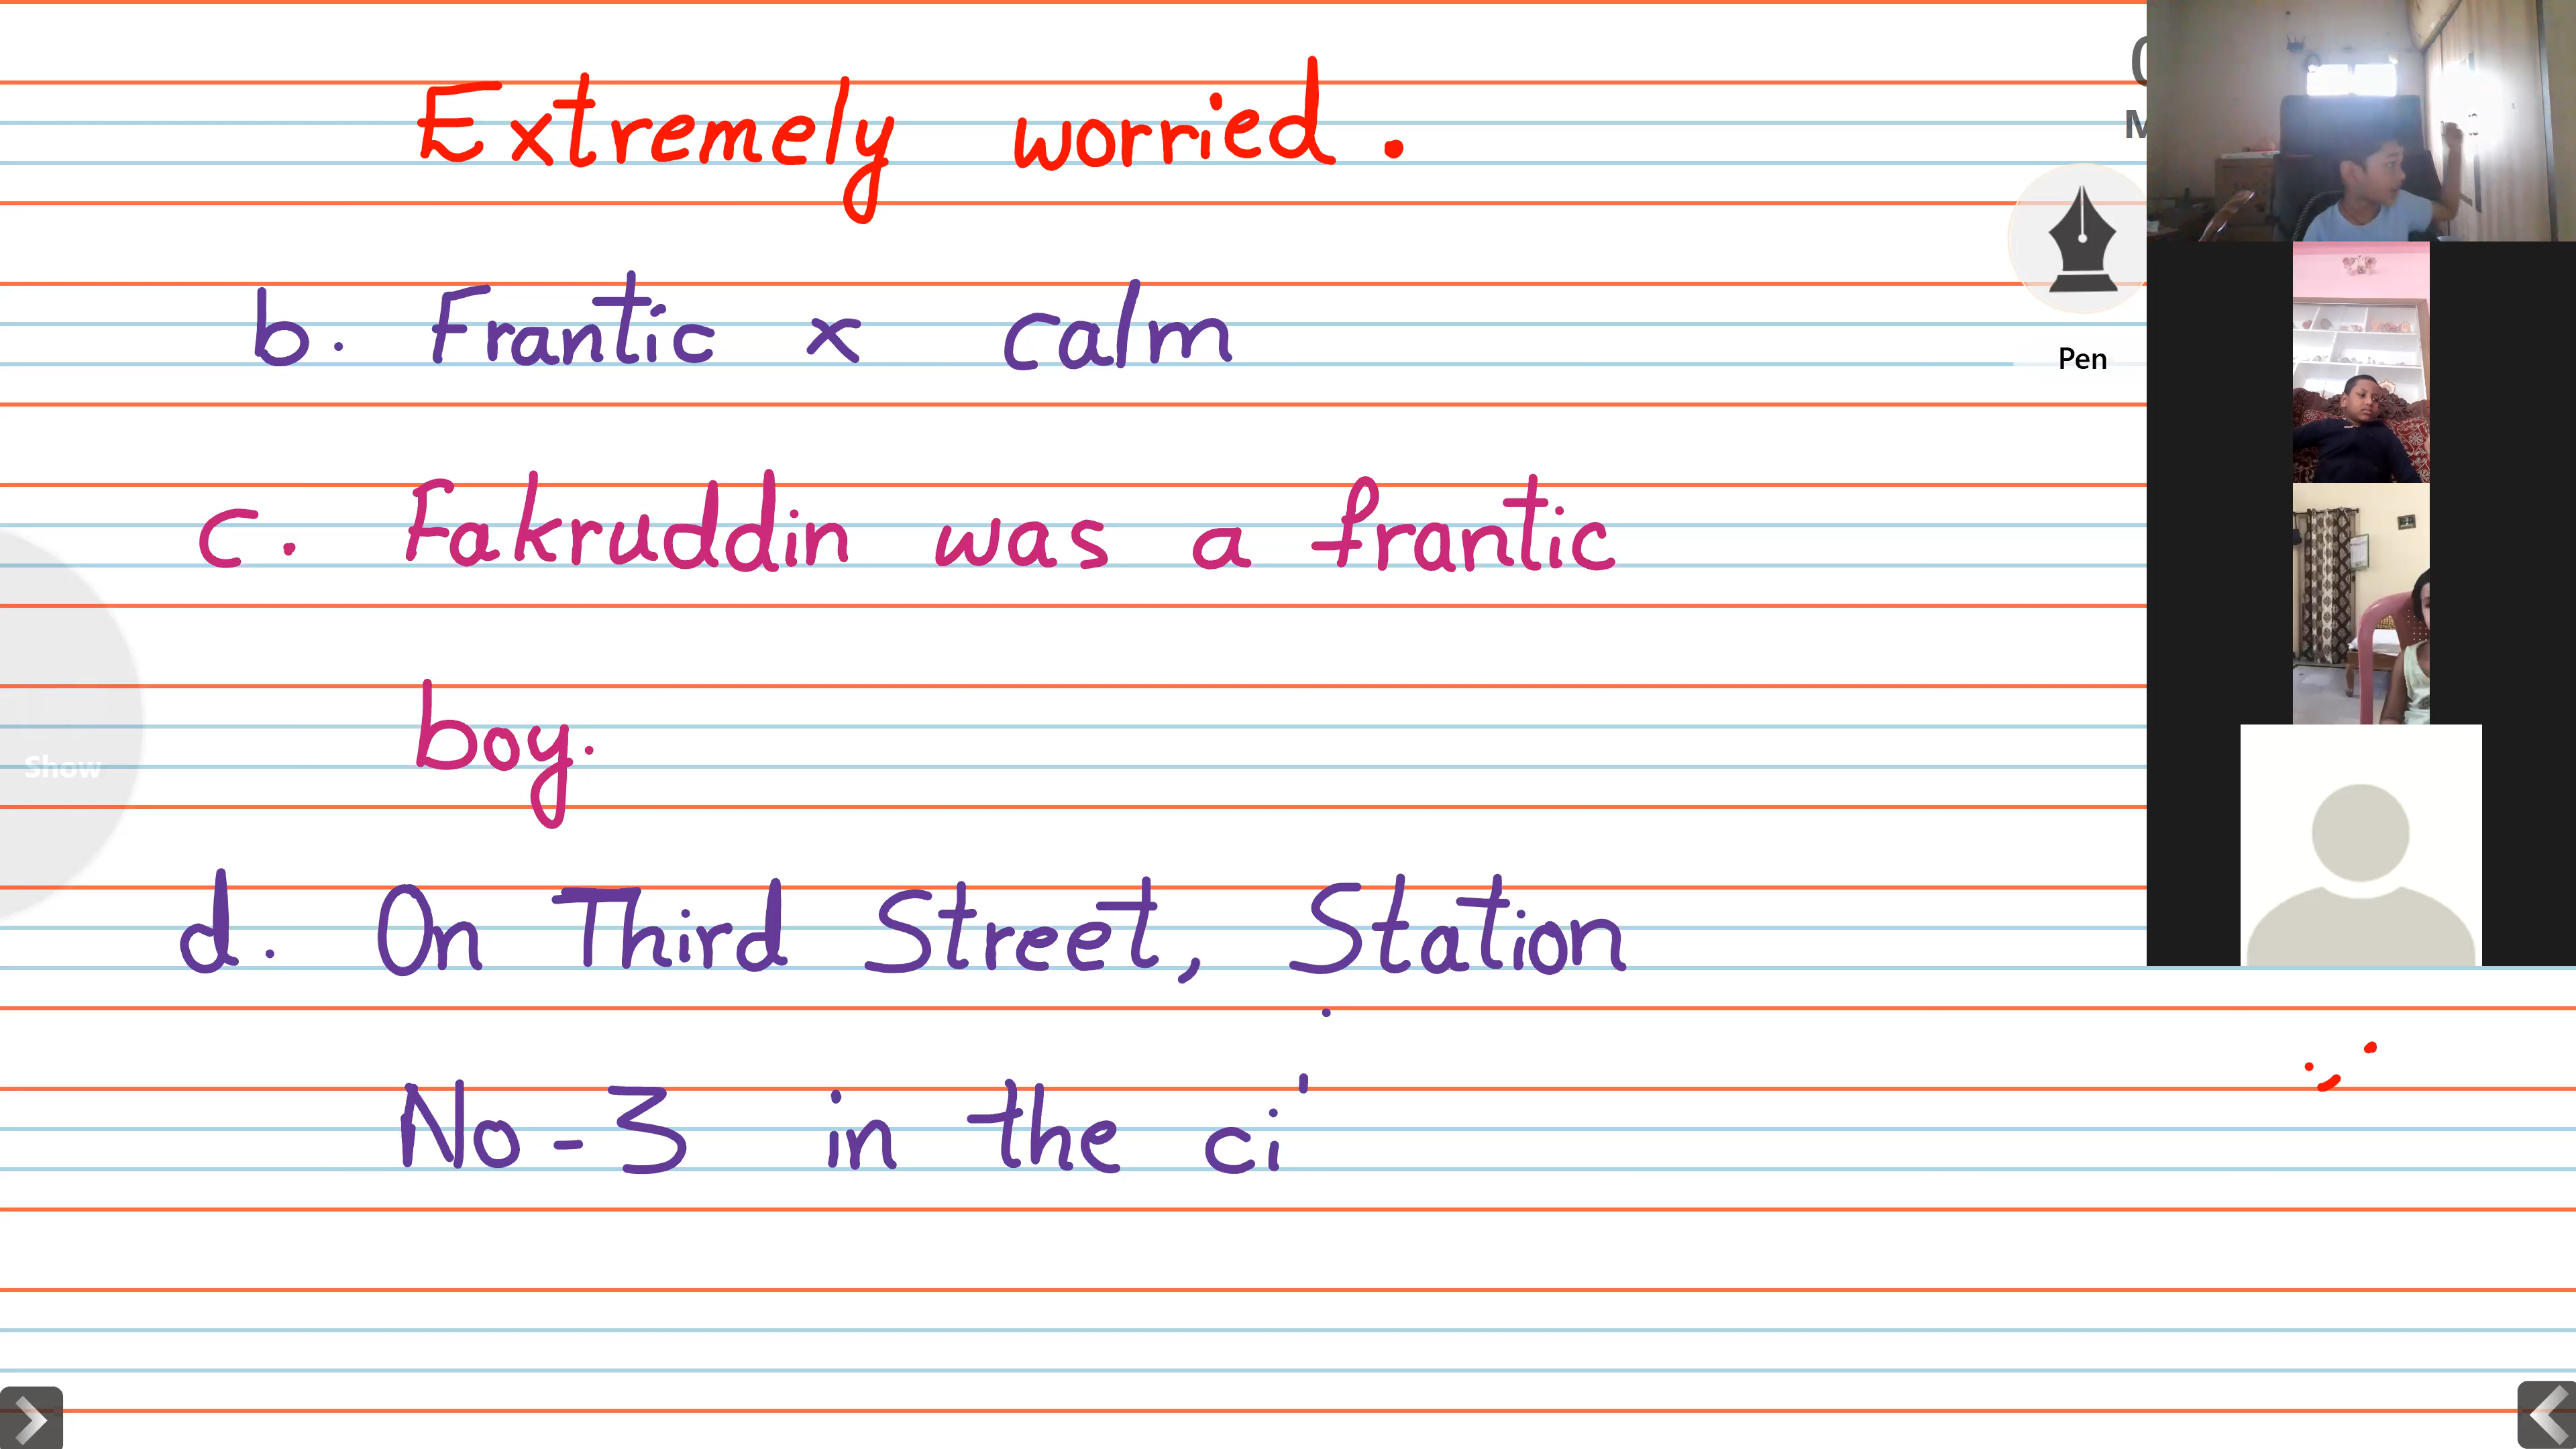 Extremely worried.
b. Frantic x calm
c. Fakruddin was a frantic
boy.
d. On Third Street, Station
No-3 in the ci
Pen
Show